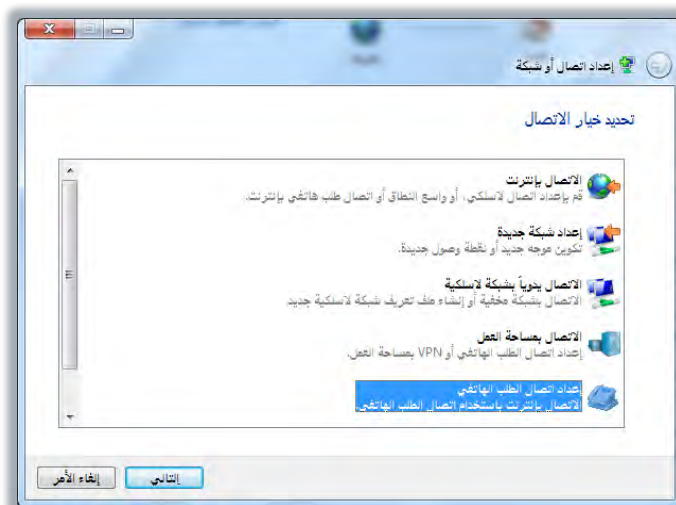 إعداد اتصال أو شبكة
تحديد خيار الاتصال
الاتصال بإنترنت
قم بإعداد اتصال لاسلكي، أو واسع النطاق أو اتصال طلب هاتفي بإنترنت.
إعداد شبكة جديدة
تكوين موجه جديد أو نقطة وصول جديدة.
الاتصال يدوياً بشبكة لاسلكية
الاتصال بشبكة مخفية أو إنشاء ملف تعريف شبكة لاسلكية جديد.
الاتصال بمساحة العمل
إعداد اتصال الطلب الهاتفي أو VPN بمساحة العمل.
إعداد اتصال الطلب الهاتفي
الاتصال بإنترنت باستخدام اتصال الطلب الهاتفي.
التالي
إلغاء الأمر